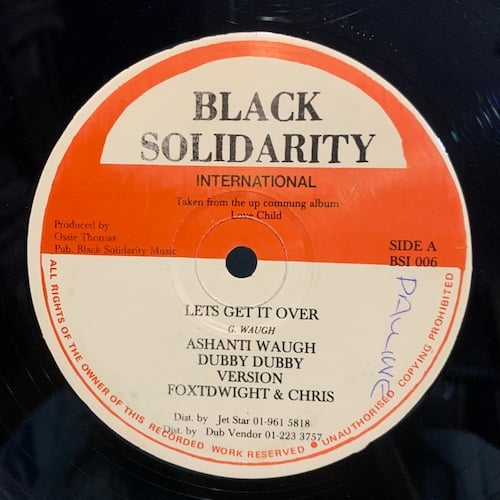 BLACK
SOLIDARITY
INTERNATIONAL
Taken from the up comming album
Love Child
Produced by
Ossie Thomas
Pub. Black Solidarity Music
SIDE A
BSI 006
PAULINE
LETS GET IT OVER
G. WAUGH
ASHANTI WAUGH
DUBBY DUBBY
VERSION
FOXTDWIGHT & CHRIS
Dist. by Jet Star 01-961 5818
Dist. by Dub Vendor 01-223 3757
ALL RIGHTS OF THE OWNER OF THIS RECORDED WORK RESERVED • UNAUTHORISED COPYING PROHIBITED